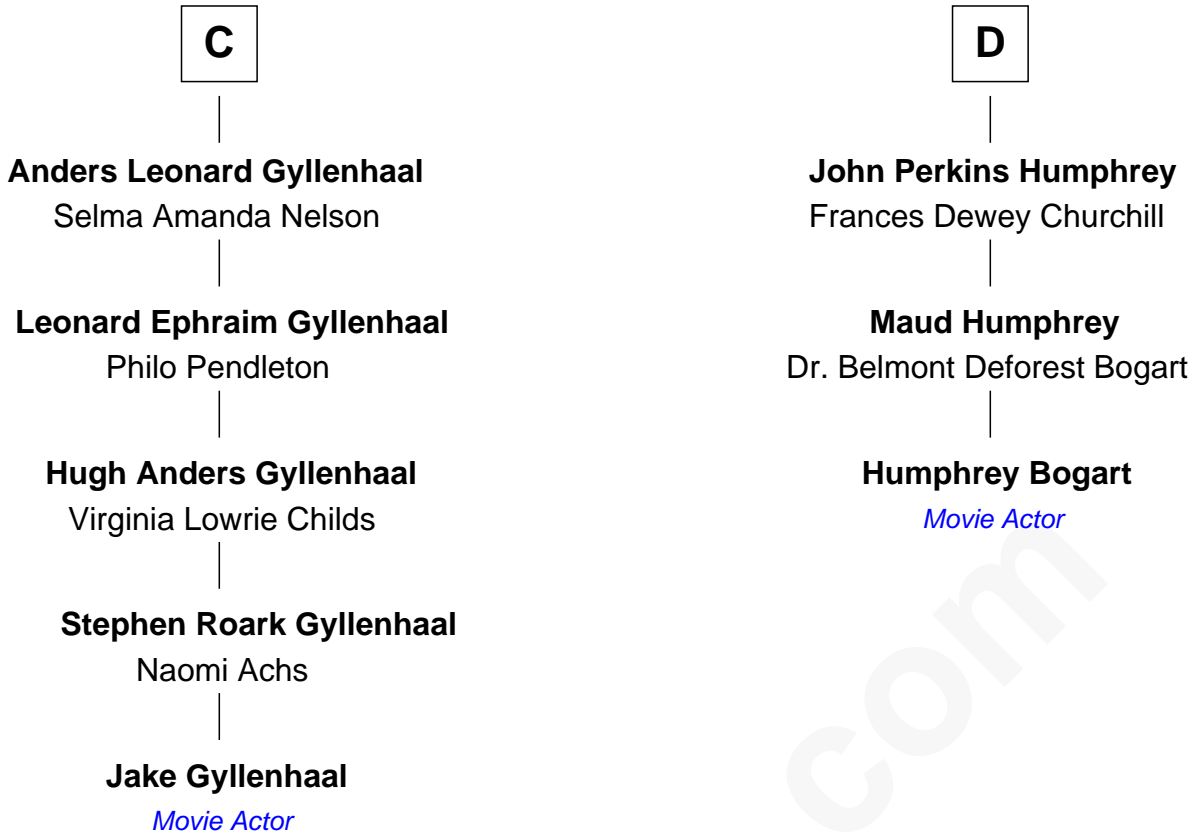 C
Anders Leonard Gyllenhaal
Selma Amanda Nelson
Leonard Ephraim Gyllenhaal
Philo Pendleton
Hugh Anders Gyllenhaal
Virginia Lowrie Childs
Stephen Roark Gyllenhaal
Naomi Achs
Jake Gyllenhaal
Movie Actor
D
John Perkins Humphrey
Frances Dewey Churchill
Maud Humphrey
Dr. Belmont Deforest Bogart
Humphrey Bogart
Movie Actor
com